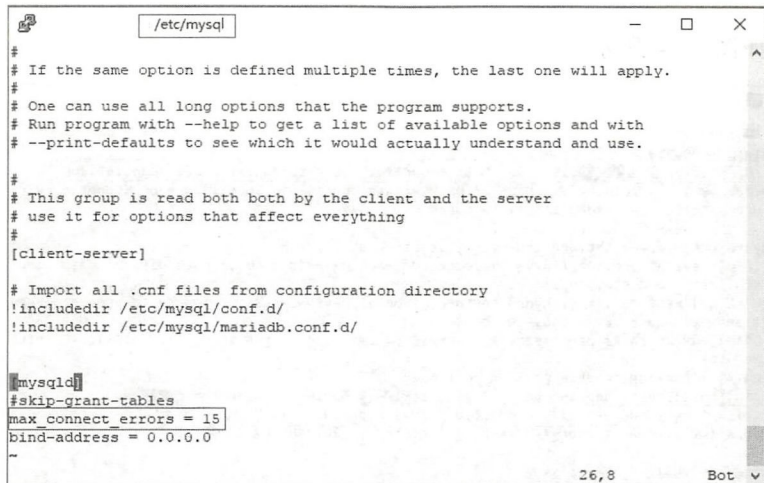 /etc/mysql
#
# If the same option is defined multiple times, the last one will apply.
#
# One can use all long options that the program supports.
# Run program with --help to get a list of available options and with
# --print-defaults to see which it would actually understand and use.
#
# This group is read both both by the client and the server
# use it for options that affect everything
#
[client-server]
# Import all .cnf files from configuration directory
!includedir /etc/mysql/conf.d/
!includedir /etc/mysql/mariadb.conf.d/
[mysqld]
#skip-grant-tables
max_connect_errors = 15
bind-address = 0.0.0.0
~
26,8 Bot